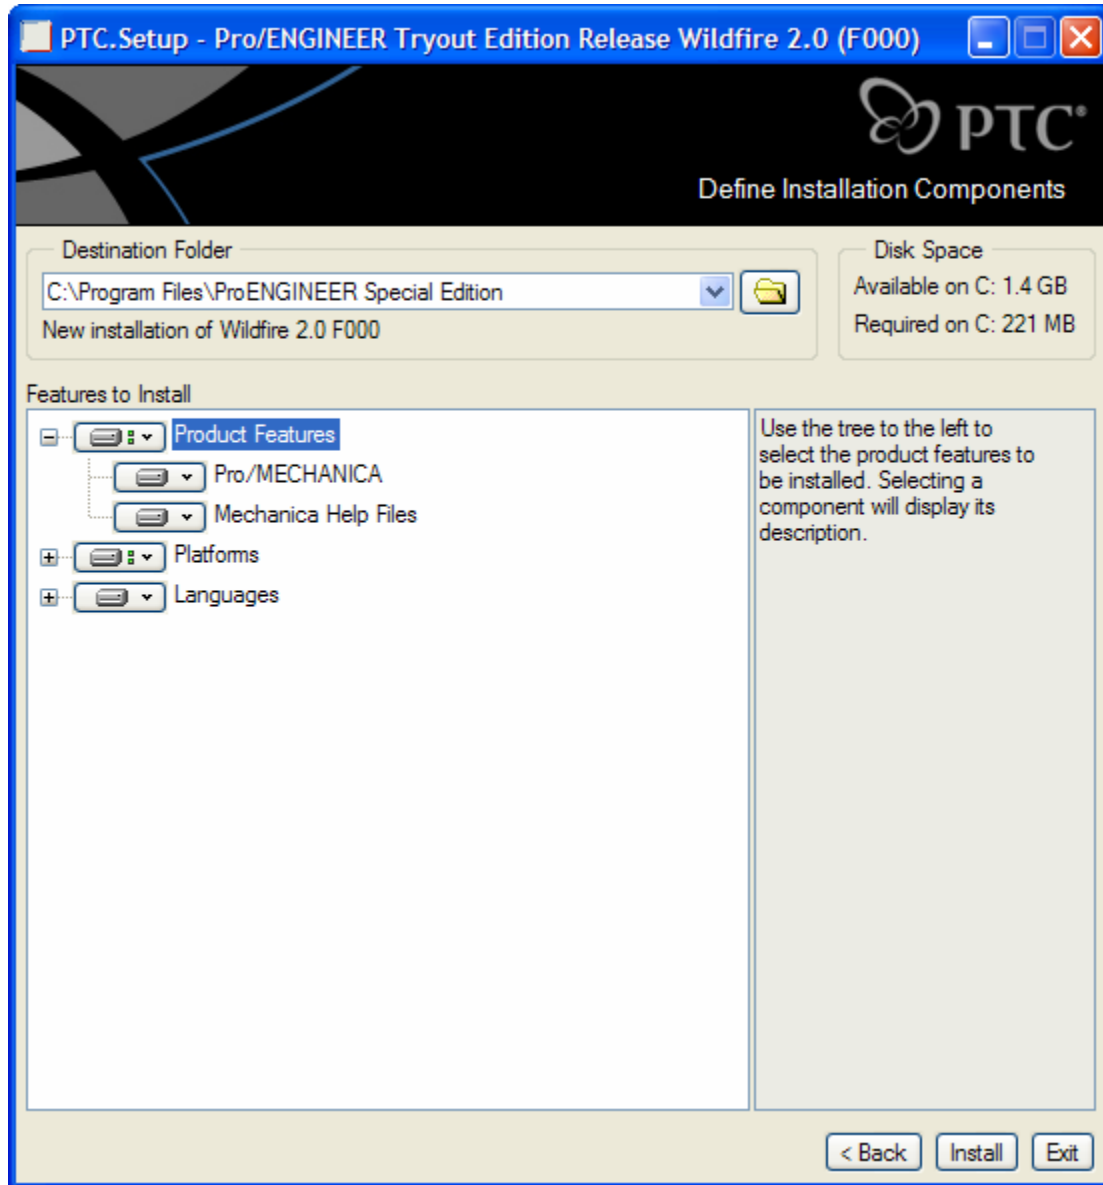 PTC.Setup - Pro/ENGINEER Tryout Edition Release Wildfire 2.0 (F000)
PTC®
Define Installation Components
Destination Folder
C:\Program Files\ProENGINEER Special Edition
New installation of Wildfire 2.0 F000
Disk Space
Available on C: 1.4 GB
Required on C: 221 MB
Features to Install
Product Features
Pro/MECHANICA
Mechanica Help Files
Platforms
Languages
Use the tree to the left to
select the product features to
be installed. Selecting a
component will display its
description.
< Back
Install
Exit